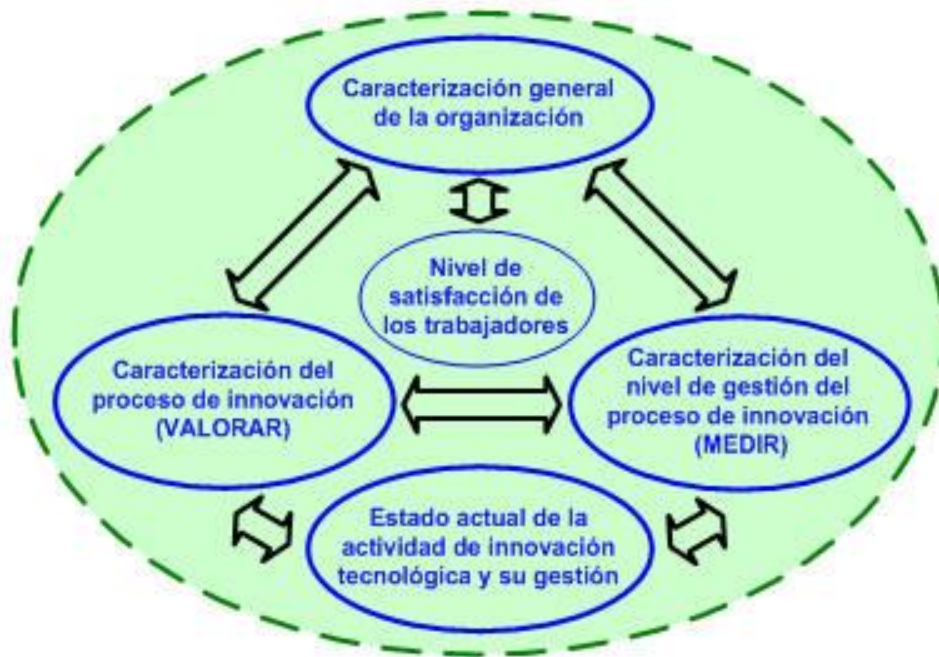 Caracterización general
de la organización
Nivel de
satisfacción de
los trabajadores
Caracterización del
proceso de innovación
(VALORAR)
Caracterización del
nivel de gestión del
proceso de innovación
(MEDIR)
Estado actual de la
actividad de innovación
tecnológica y su gestión